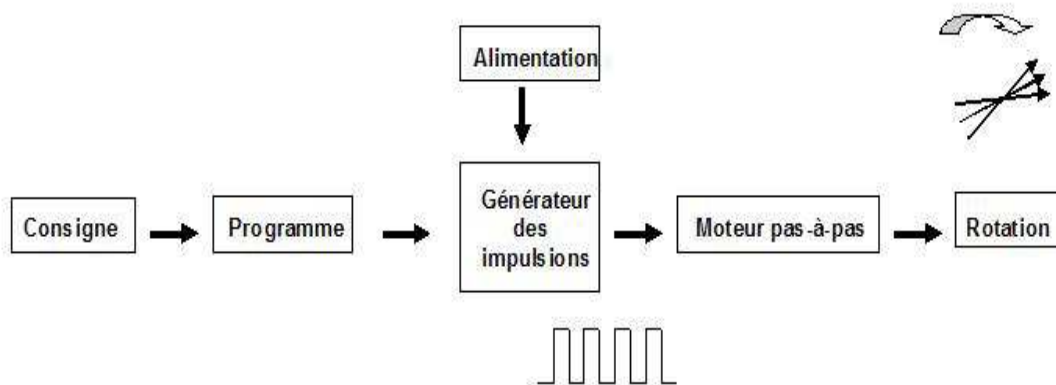 Alimentation
Consigne
Programme
Générateur
des
impulsions
Moteur pas-à-pas
Rotation